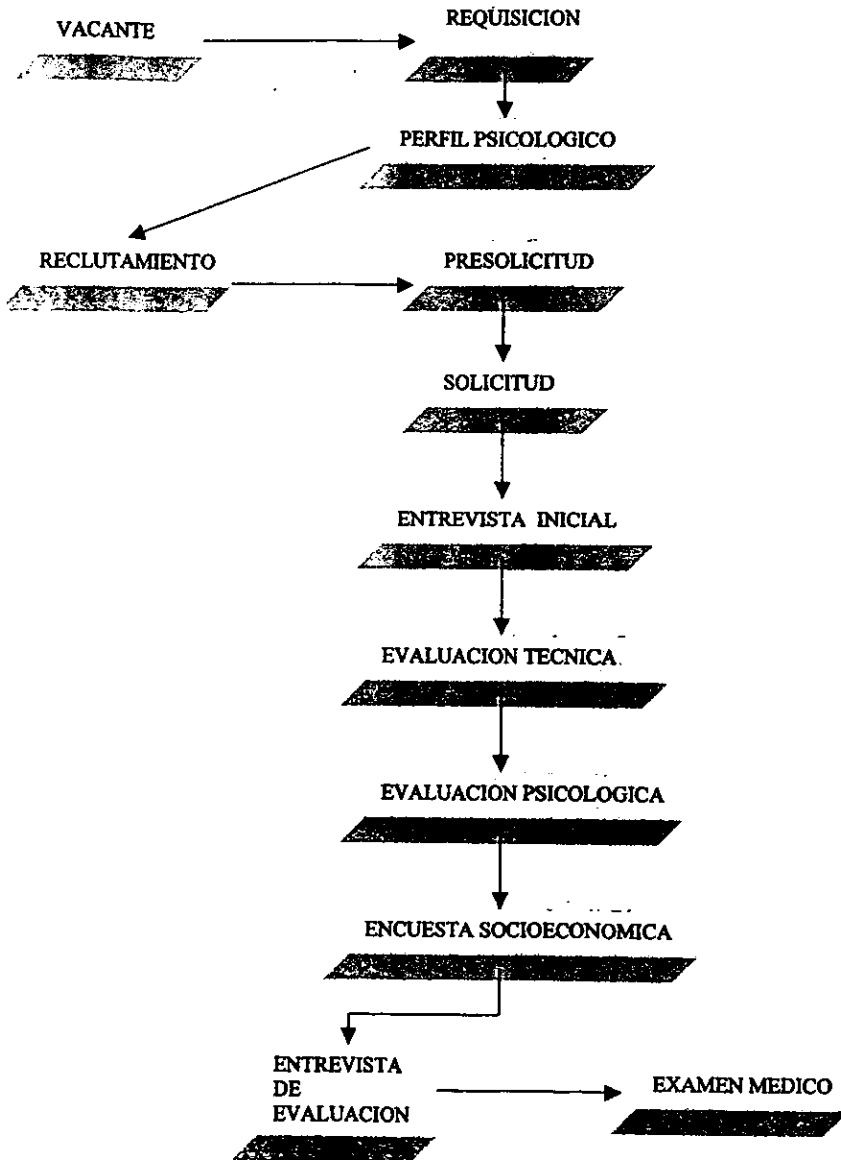 VACANTE
REQUISICION
PERFIL PSICOLOGICO
RECLUTAMIENTO
PRESOLICITUD
SOLICITUD
ENTREVISTA INICIAL
EVALUACION TECNICA
EVALUACION PSICOLOGICA
ENCUESTA SOCIOECONOMICA
ENTREVISTA
DE
EVALUACION
EXAMEN MEDICO